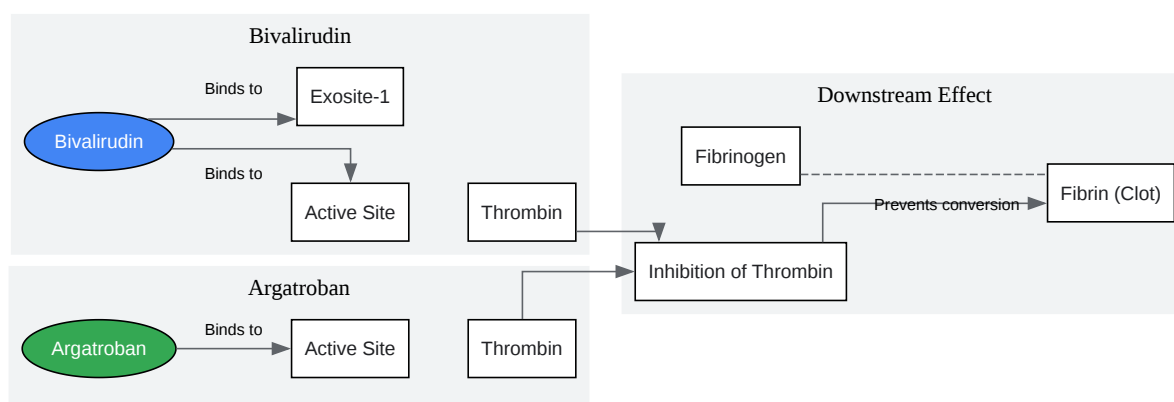 Bivalirudin
Binds to
Exosite-1
Bivalirudin
Binds to
Active Site
Thrombin
Argatroban
Binds to
Argatroban
Active Site
Thrombin
Downstream Effect
Fibrinogen
Fibrin (Clot)
Prevents conversion
Inhibition of Thrombin